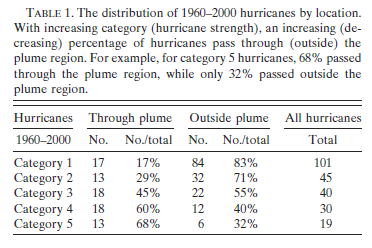 TABLE 1. The distribution of 1960–2000 hurricanes by location.
With increasing category (hurricane strength), an increasing (de-
creasing) percentage of hurricanes pass through (outside) the
plume region. For example, for category 5 hurricanes, 68% passed
through the plume region, while only 32% passed outside the
plume region.
Hurricanes Through plume Outside plume All hurricanes
1960–2000 No. No./total No. No./total Total
Category 1 17 17% 84 83% 101
Category 2 13 29% 32 71% 45
Category 3 18 45% 22 55% 40
Category 4 18 60% 12 40% 30
Category 5 13 68% 6 32% 19